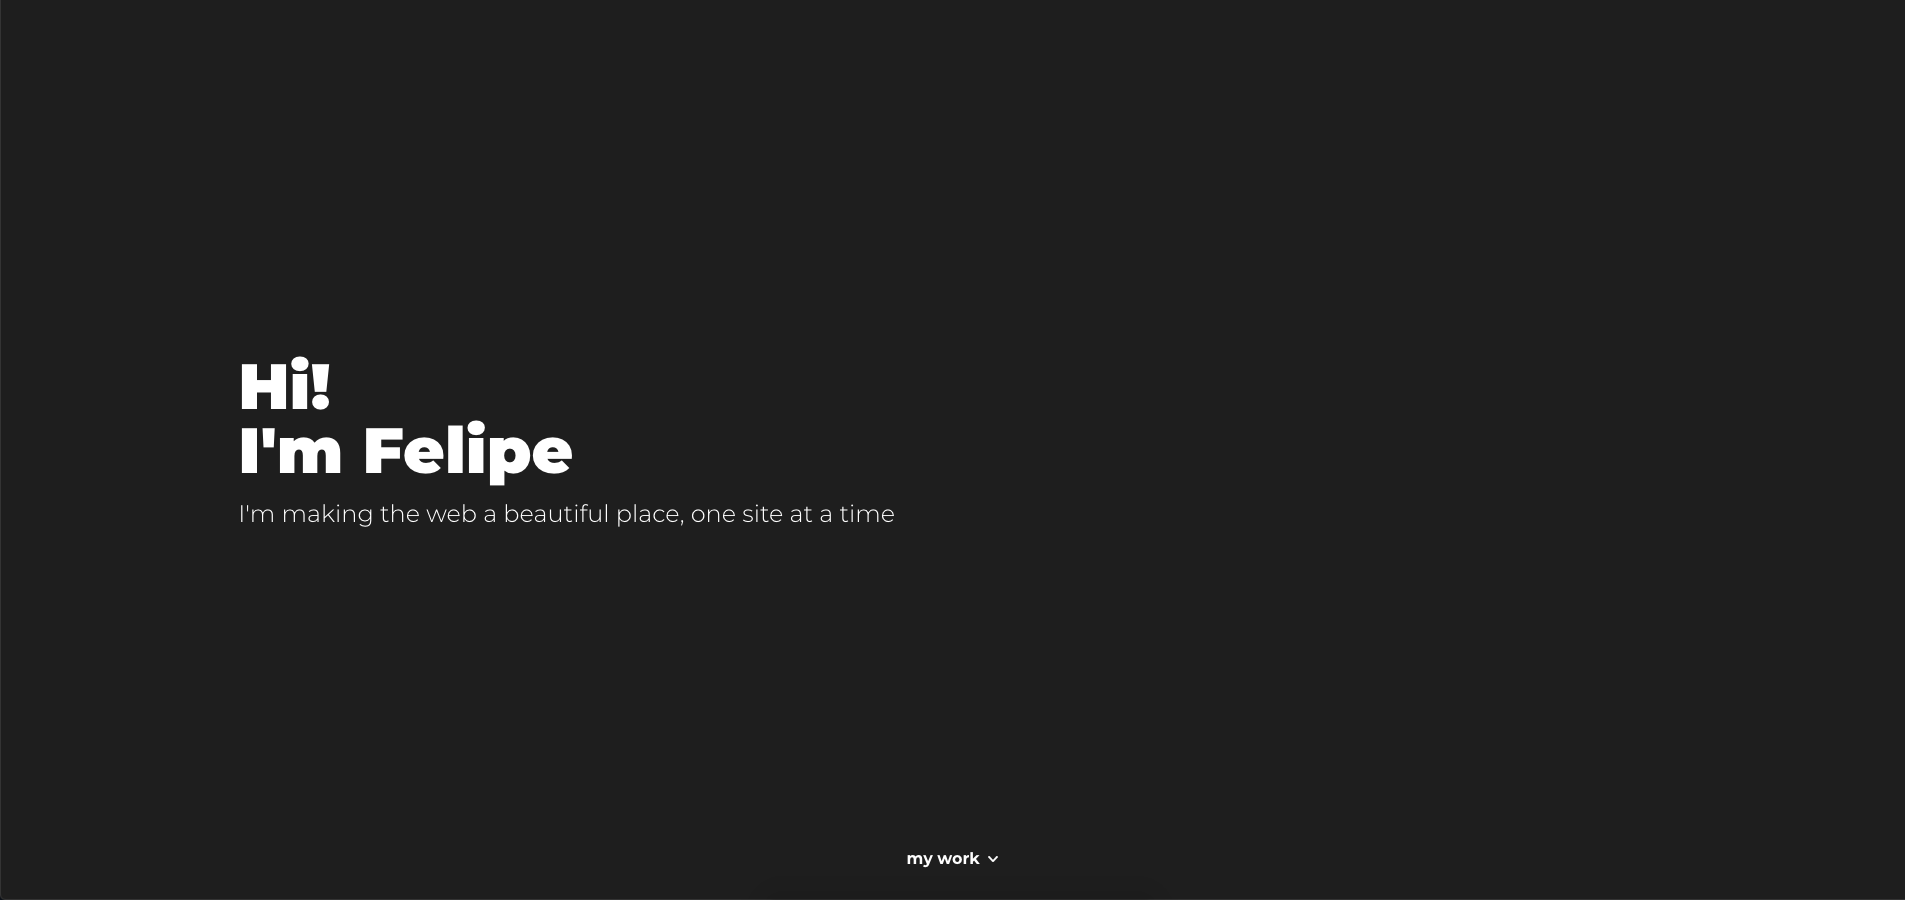 Hi!
I'm Felipe
I'm making the web a beautiful place, one site at a time
my work